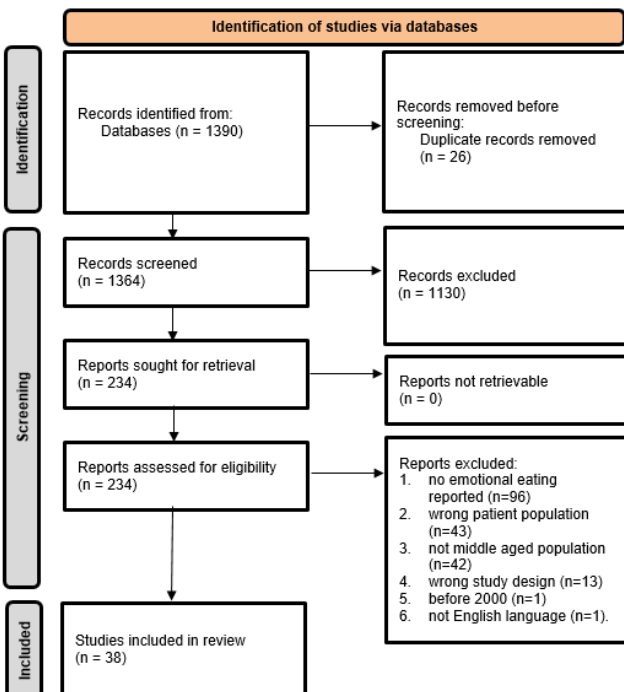 Identification of studies via databases
Identification
Records identified from:
Databases (n = 1390)
Records removed before
screening:
Duplicate records removed
(n = 26)
Screening
Records screened
(n = 1364)
Records excluded
(n = 1130)
Reports sought for retrieval
(n = 234)
Reports not retrievable
(n = 0)
Reports assessed for eligibility
(n = 234)
Reports excluded:
1. no emotional eating
reported (n=96)
2. wrong patient population
(n=43)
3. not middle aged population
(n=42)
4. wrong study design (n=13)
5. before 2000 (n=1)
6. not English language (n=1).
Included
Studies included in review
(n = 38)